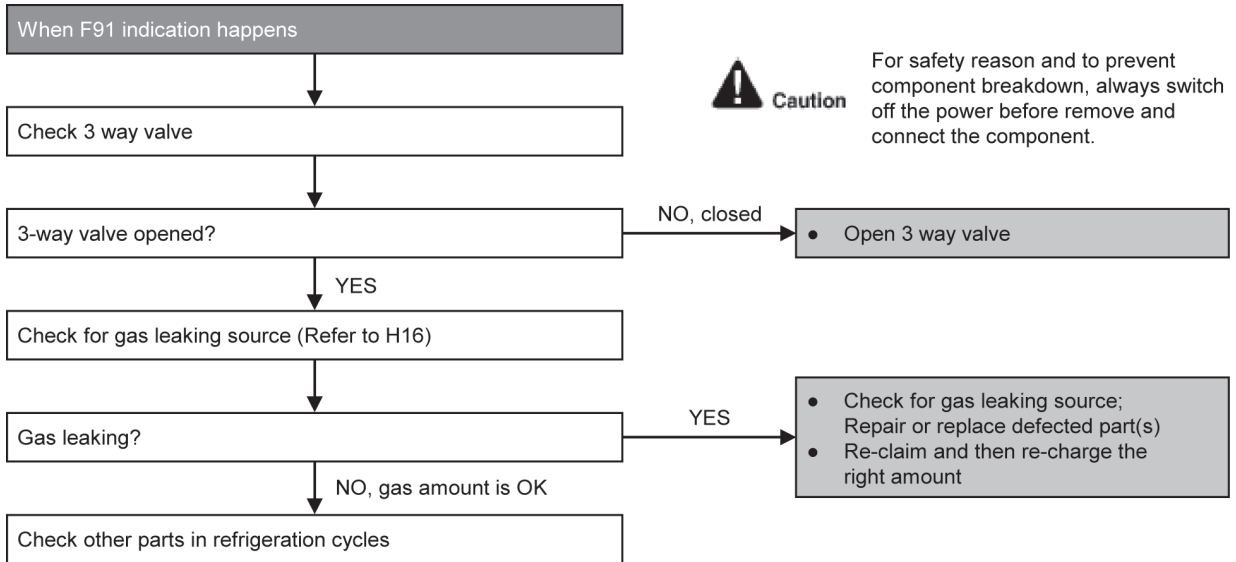 When F91 indication happens
Caution
For safety reason and to prevent
component breakdown, always switch
off the power before remove and
connect the component.
Check 3 way valve
3-way valve opened?
NO, closed
● Open 3 way valve
YES
Check for gas leaking source (Refer to H16)
Gas leaking?
YES
● Check for gas leaking source;
Repair or replace defected part(s)
● Re-claim and then re-charge the
right amount
NO, gas amount is OK
Check other parts in refrigeration cycles